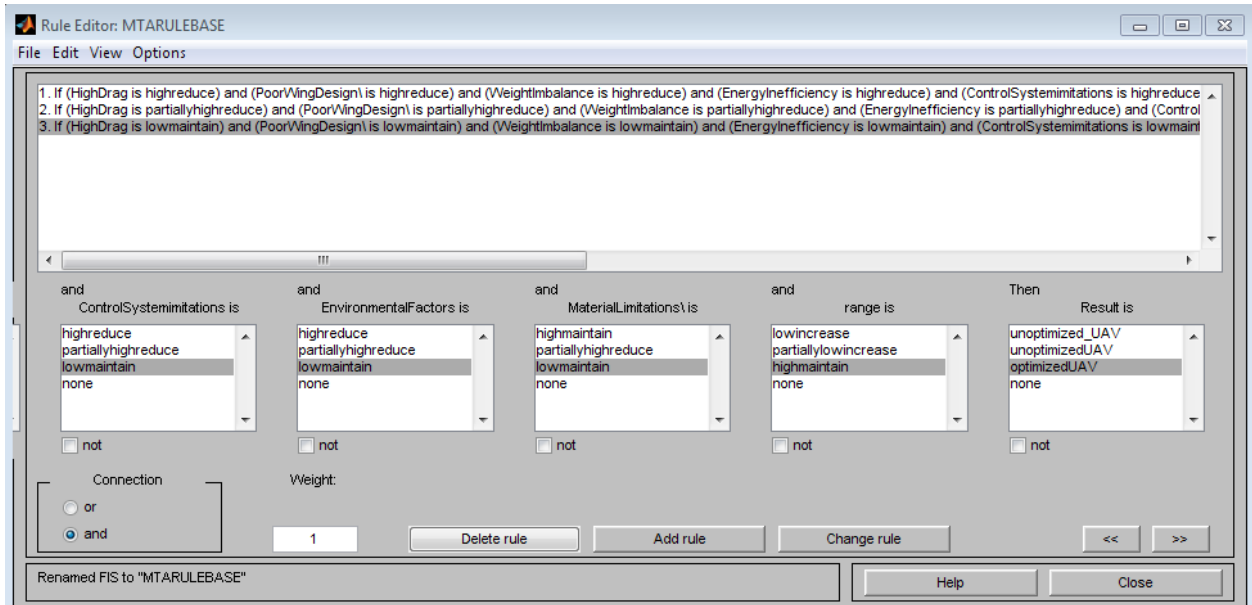 Rule Editor: MTARULEBASE
File Edit View Options
1. If (HighDrag is highreduce) and (PoorWingDesign\ is highreduce) and (WeightImbalance is highreduce) and (EnergyInefficiency is highreduce) and (ControlSystemimitations is highreduce
2. If (HighDrag is partiallyhighreduce) and (PoorWingDesign\ is partiallyhighreduce) and (WeightImbalance is partiallyhighreduce) and (EnergyInefficiency is partiallyhighreduce) and (Control
3. If (HighDrag is lowmaintain) and (PoorWingDesign\ is lowmaintain) and (WeightImbalance is lowmaintain) and (EnergyInefficiency is lowmaintain) and (ControlSystemimitations is lowmaint
and and and and Then
ControlSystemimitations is EnvironmentalFactors is MaterialLimitations\ is range is Result is
highreduce highreduce highmaintain lowincrease unoptimized_UAV
partiallyhighreduce partiallyhighreduce partiallyhighreduce partiallylowincrease unoptimizedUAV
lowmaintain lowmaintain lowmaintain highmaintain optimizedUAV
none none none none none
not not not not not
Connection Weight:
or
and 1 Delete rule Add rule Change rule << >>
Renamed FIS to "MTARULEBASE" Help Close